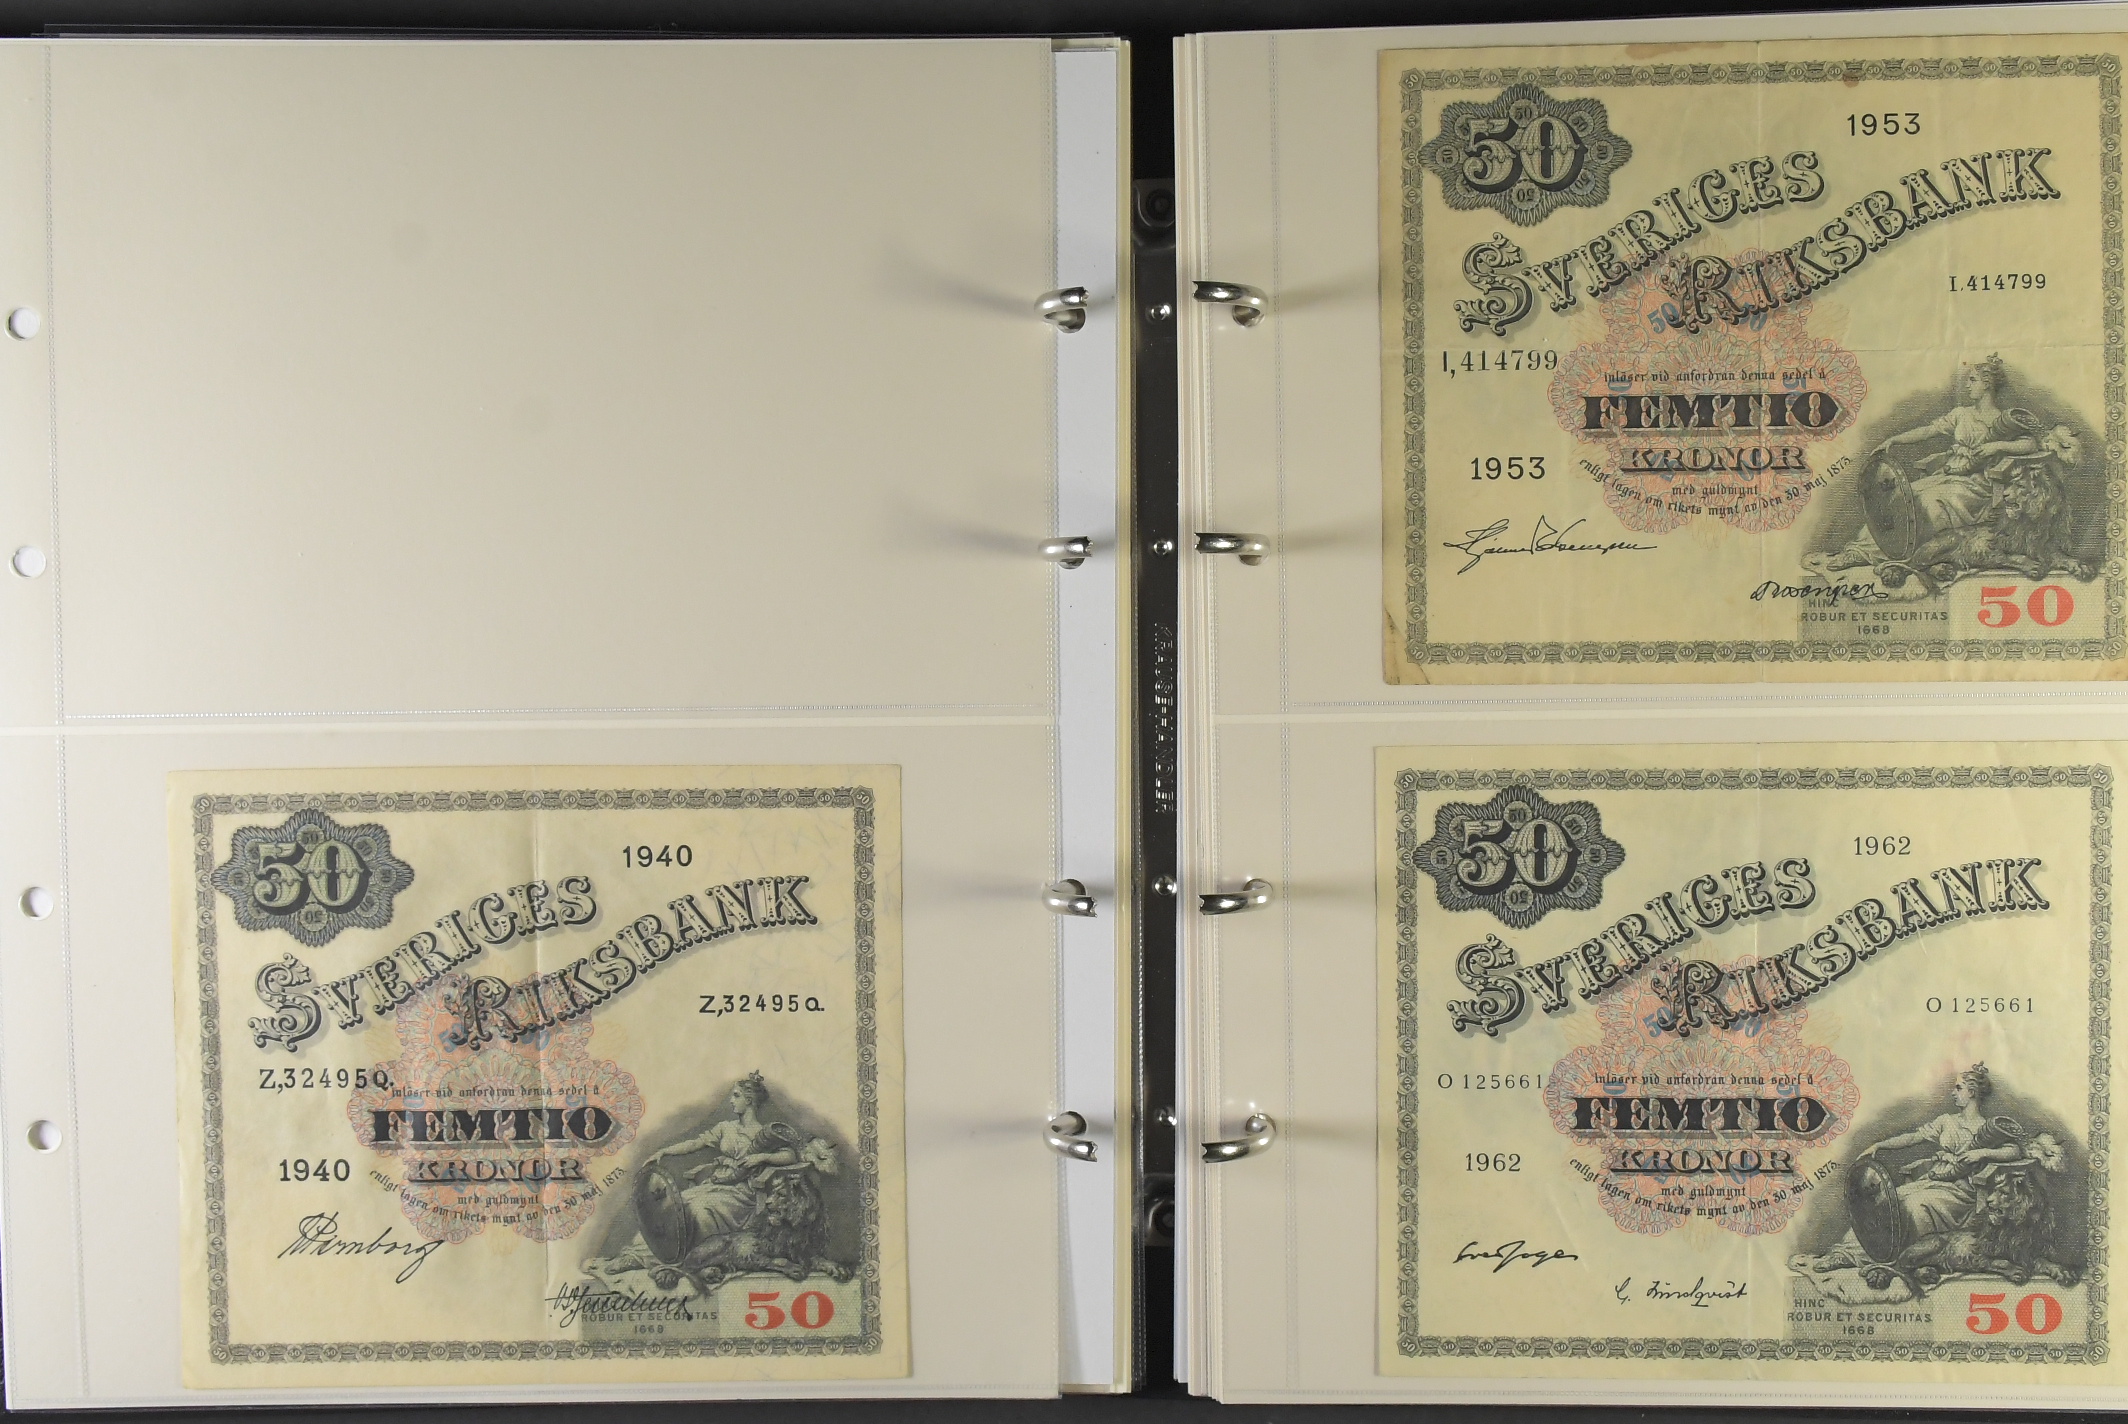 50
1940
SVERIGES
RIKSBANK
Z,32495Q.
Z,32495Q.
inlöser vid anfordran denna sedel å
FEMTIO
KRONOR
1940
med guldmynt
enligt lagen om rikets mynt av den 30 maj 1873.
ROBUR ET SECURITAS
1668
50
KRAUSE-HANDLER
50
1953
SVERIGES
RIKSBANK
I,414799
I,414799
inlöser vid anfordran denna sedel å
FEMTIO
KRONOR
1953
med guldmynt
enligt lagen om rikets mynt av den 30 maj 1873.
HINC
ROBUR ET SECURITAS
1668
50
50
1962
SVERIGES
RIKSBANK
O 125661
O 125661
inlöser vid anfordran denna sedel å
FEMTIO
KRONOR
1962
med guldmynt
enligt lagen om rikets mynt av den 30 maj 1873.
G. Lindqvist
HINC
ROBUR ET SECURITAS
1668
50